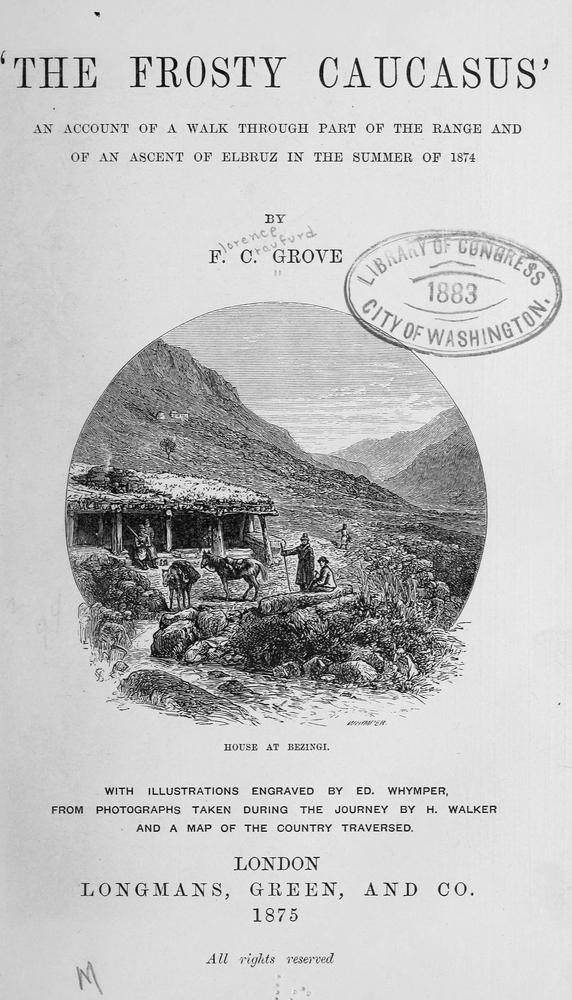 'THE FROSTY CAUCASUS'
AN ACCOUNT OF A WALK THROUGH PART OF THE RANGE AND
OF AN ASCENT OF ELBRUZ IN THE SUMMER OF 1874
BY
lorence raufurd
F. C. GROVE
LIBRARY OF CONGRESS
1883
CITY OF WASHINGTON.
WHYMPER.
HOUSE AT BEZINGI.
WITH ILLUSTRATIONS ENGRAVED BY ED. WHYMPER,
FROM PHOTOGRAPHS TAKEN DURING THE JOURNEY BY H. WALKER
AND A MAP OF THE COUNTRY TRAVERSED.
LONDON
LONGMANS, GREEN, AND CO.
1875
All rights reserved
M